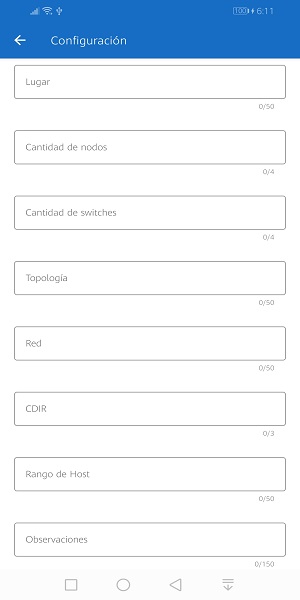 100 6:11
Configuración
Lugar
0/50
Cantidad de nodos
0/4
Cantidad de switches
0/4
Topología
0/50
Red
0/50
CDIR
0/3
Rango de Host
0/50
Observaciones
0/150